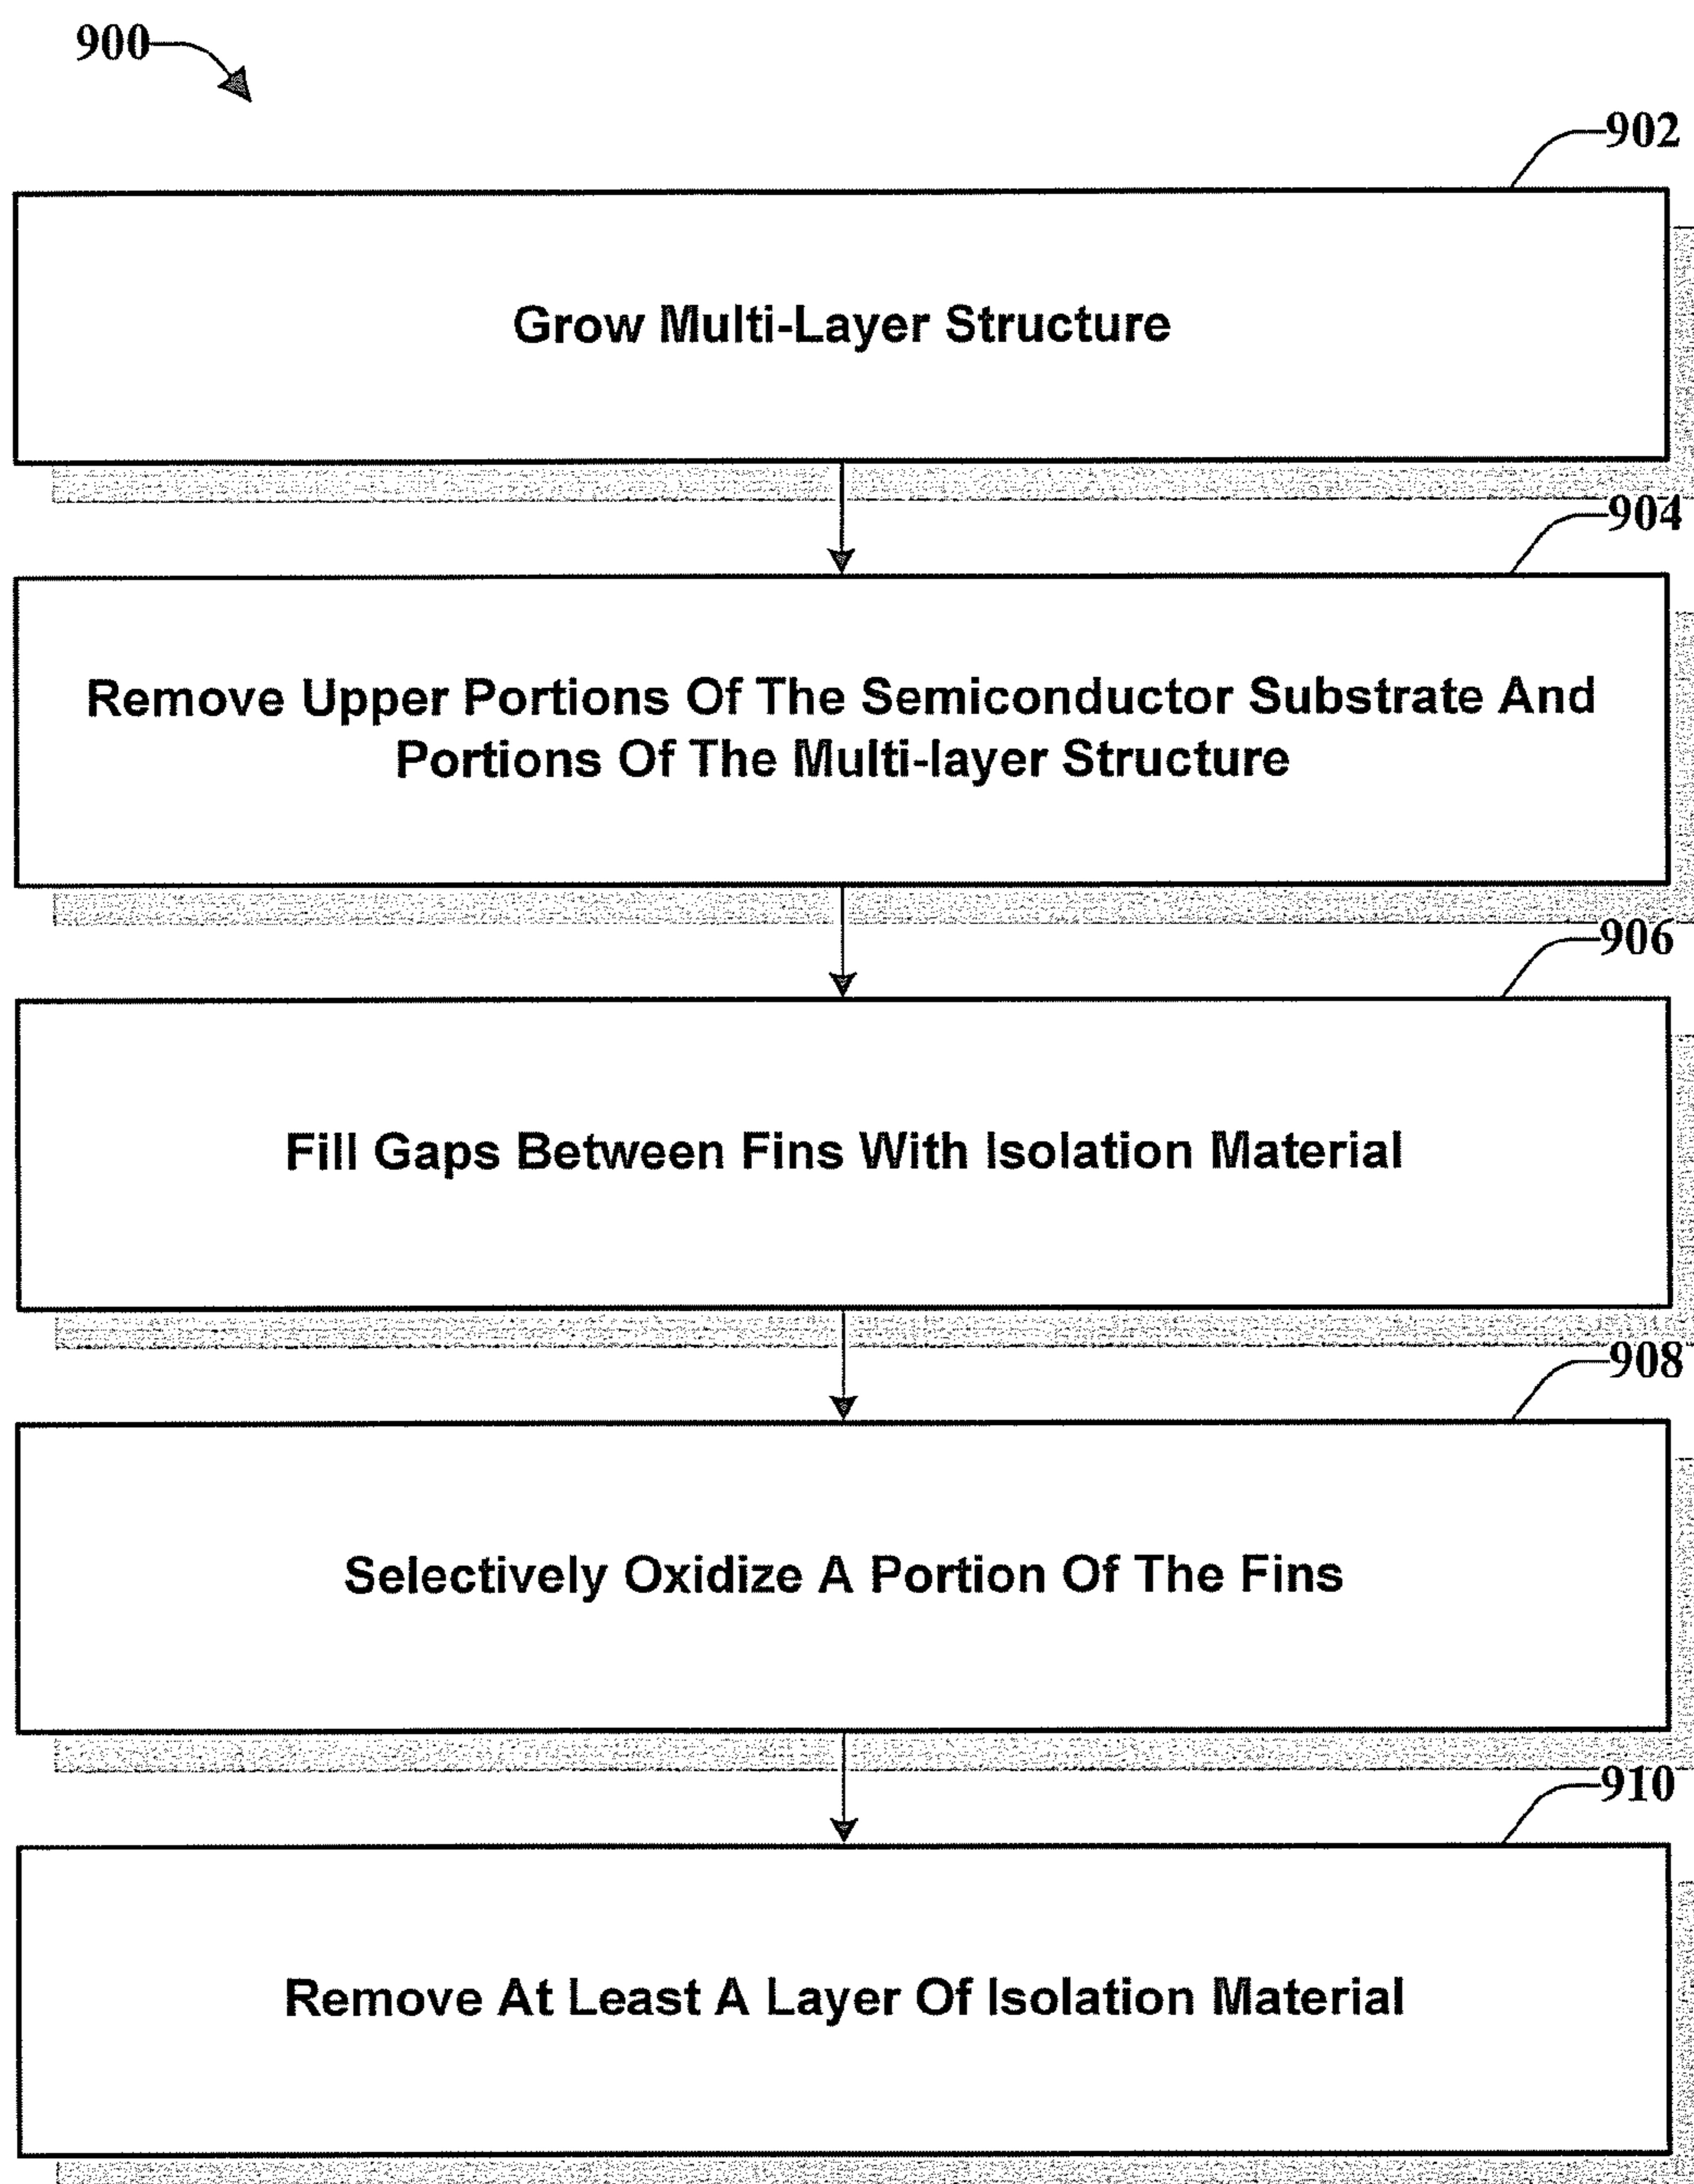 900
902
Grow Multi-Layer Structure
904
Remove Upper Portions Of The Semiconductor Substrate And
Portions Of The Multi-layer Structure
906
Fill Gaps Between Fins With Isolation Material
908
Selectively Oxidize A Portion Of The Fins
910
Remove At Least A Layer Of Isolation Material